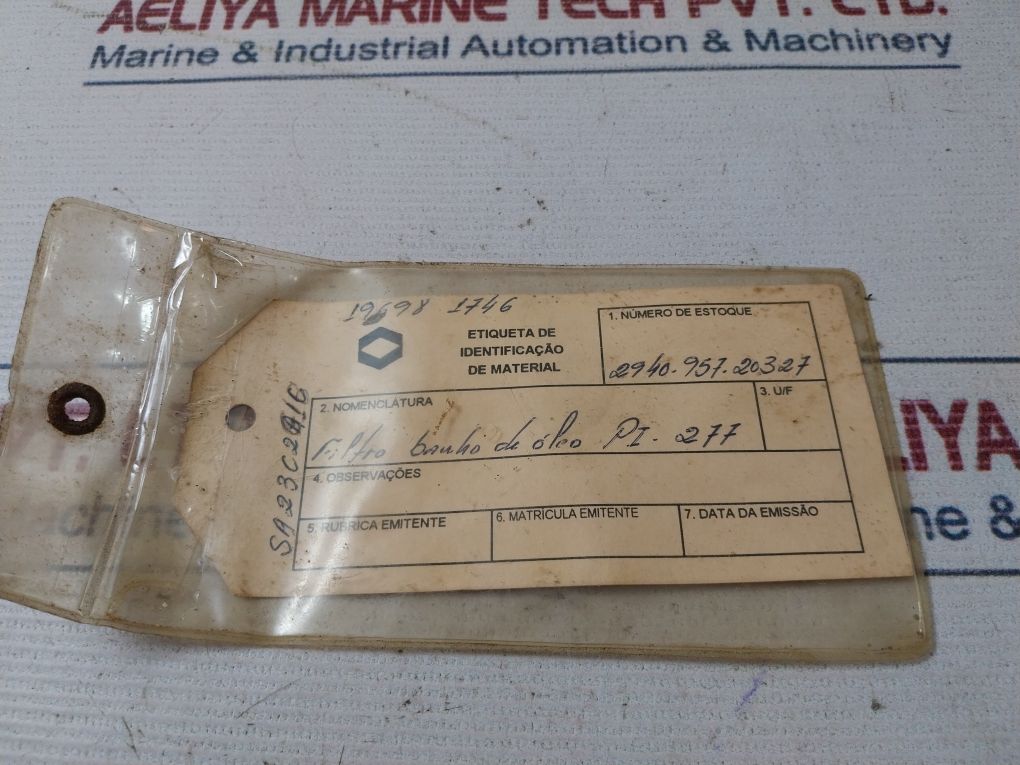 AELIYA MARINE TECH PVT. LTD.
Marine & Industrial Automation & Machinery
1746
ETIQUETA DE
IDENTIFICAÇÃO
DE MATERIAL
1. NÚMERO DE ESTOQUE
2940.957.20327
2. NOMENCLATURA
3. U/F
Filtro banho de óleo PI-277
4. OBSERVAÇÕES
5. RUBRICA EMITENTE
6. MATRÍCULA EMITENTE
7. DATA DA EMISSÃO
LIYA
achine
ne &